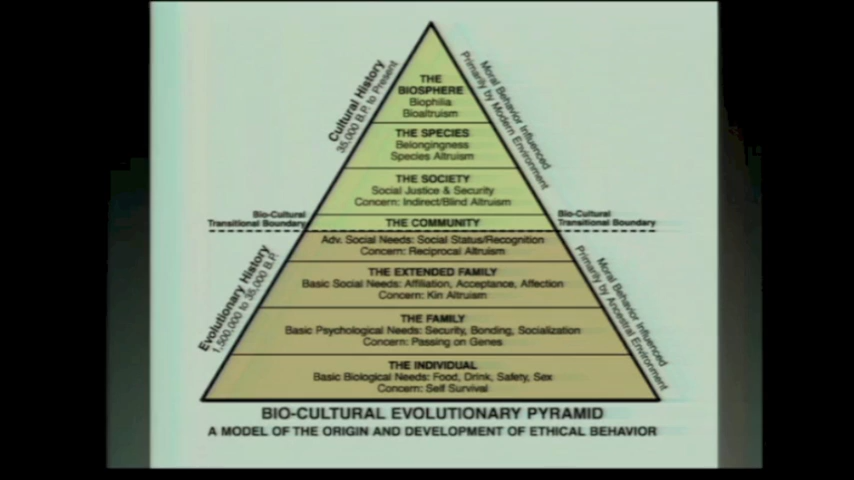 Cultural History
35,000 B.P. to Present
Moral Behavior Influenced
Primarily by Modern Environment
THE
BIOSPHERE
Biophilia
Bioaltruism
THE SPECIES
Belongingness
Species Altruism
THE SOCIETY
Social Justice & Security
Concern: Indirect/Blind Altruism
Bio-Cultural
Transitional Boundary
THE COMMUNITY
Bio-Cultural
Transitional Boundary
Adv. Social Needs: Social Status/Recognition
Concern: Reciprocal Altruism
Evolutionary History
1,500,000 to 35,000 B.P.
Moral Behavior Influenced
Primarily by Ancestral Environment
THE EXTENDED FAMILY
Basic Social Needs: Affiliation, Acceptance, Affection
Concern: Kin Altruism
THE FAMILY
Basic Psychological Needs: Security, Bonding, Socialization
Concern: Passing on Genes
THE INDIVIDUAL
Basic Biological Needs: Food, Drink, Safety, Sex
Concern: Self Survival
BIO-CULTURAL EVOLUTIONARY PYRAMID
A MODEL OF THE ORIGIN AND DEVELOPMENT OF ETHICAL BEHAVIOR